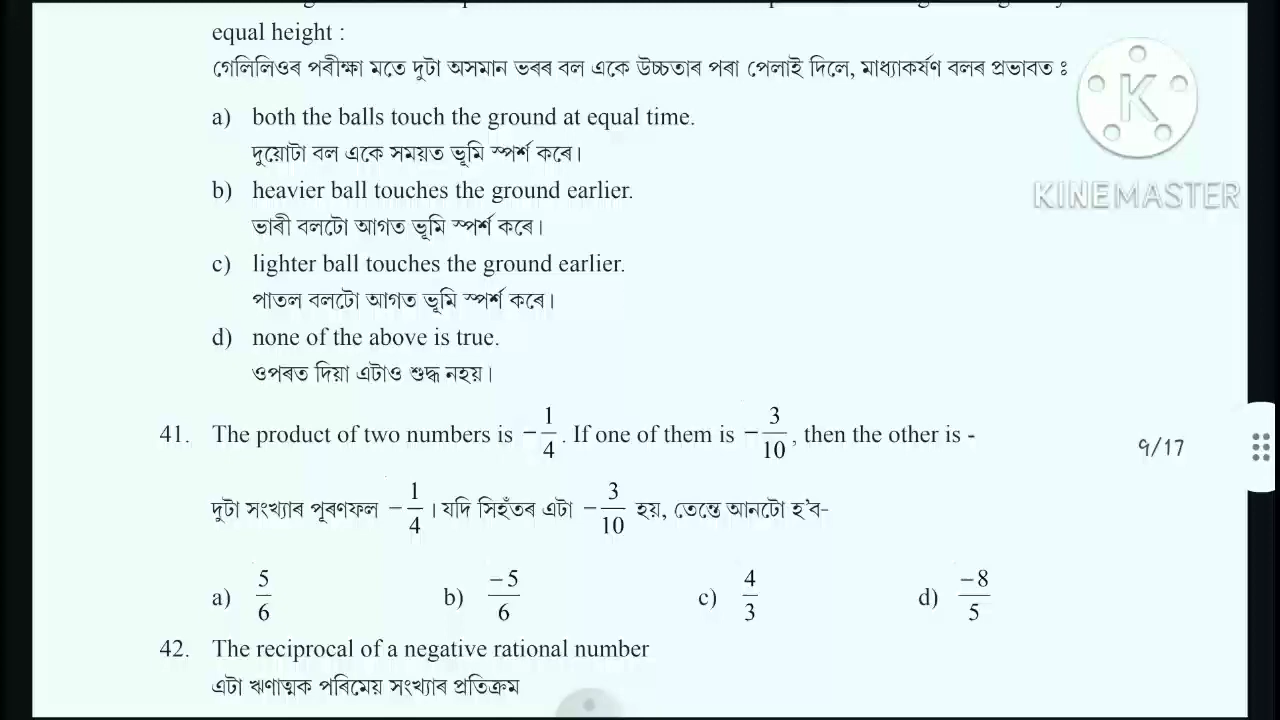 equal height :
গেলিলিওৰ পৰীক্ষা মতে দুটা অসমান ভৰৰ বল একে উচ্চতাৰ পৰা পেলাই দিলে, মাধ্যাকৰ্ষণ বলৰ প্ৰভাবত ঃ
a) both the balls touch the ground at equal time.
দুয়োটা বল একে সময়ত ভূমি স্পৰ্শ কৰে।
b) heavier ball touches the ground earlier.
ভাৰী বলটো আগত ভূমি স্পৰ্শ কৰে।
c) lighter ball touches the ground earlier.
পাতল বলটো আগত ভূমি স্পৰ্শ কৰে।
d) none of the above is true.
ওপৰত দিয়া এটাও শুদ্ধ নহয়।
41. The product of two numbers is -1/4. If one of them is -3/10, then the other is -
দুটা সংখ্যাৰ পূৰণফল -1/4। যদি সিহঁতৰ এটা -3/10 হয়, তেন্তে আনটো হ'ব-
a) 5/6 b) -5/6 c) 4/3 d) -8/5
42. The reciprocal of a negative rational number
এটা ঋণাত্মক পৰিমেয় সংখ্যাৰ প্ৰতিক্ৰম
9/17
K
KINEMASTER